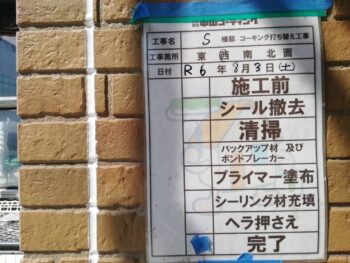 工事名 S 様邸 コーキング打ち替え工事
工事箇所 東 西 南 北面
日付 R 6 年 8 月 3 日 (土)
施工前
シール撤去
清掃
バックアップ材 及び
ボンドブレーカー
プライマー塗布
シーリング材充填
ヘラ押さえ
完了